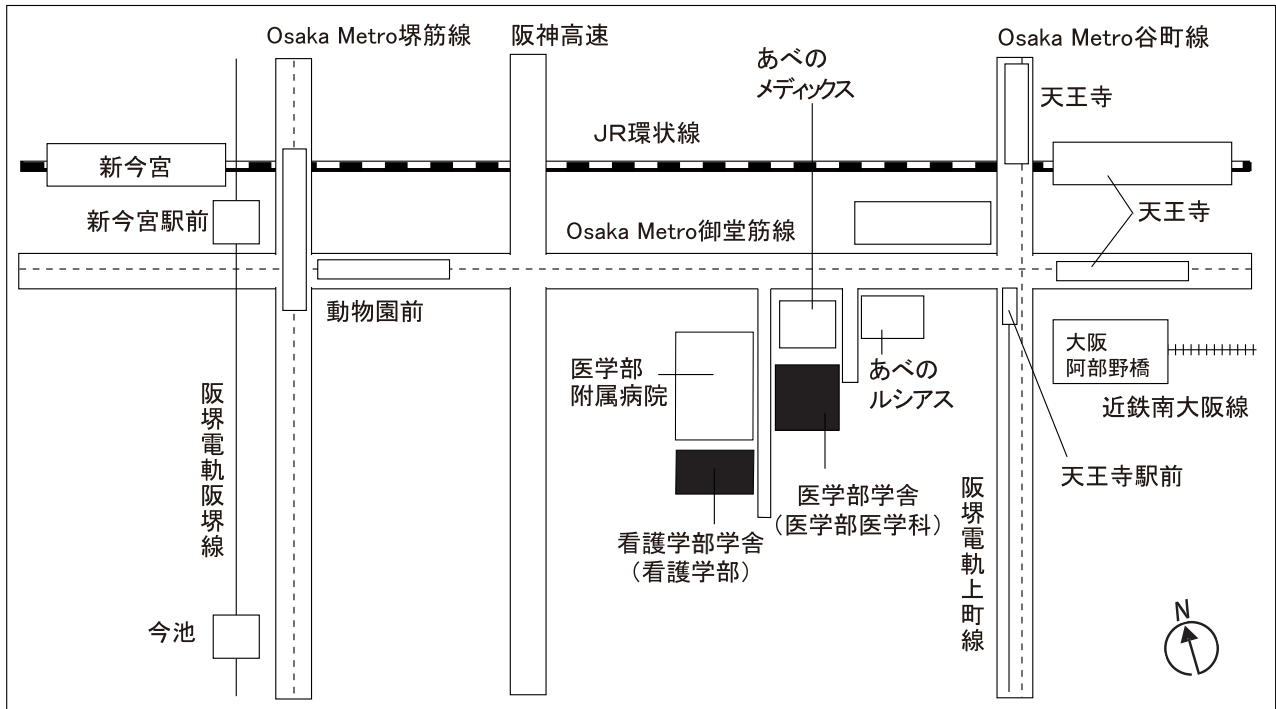 Osaka Metro堺筋線
阪神高速
Osaka Metro谷町線
あべの
メディックス
天王寺
JR環状線
新今宮
新今宮駅前
Osaka Metro御堂筋線
天王寺
動物園前
大阪
阿部野橋
医学部
附属病院
あべの
ルシアス
近鉄南大阪線
阪堺電軌阪堺線
天王寺駅前
医学部学舎
（医学部医学科）
阪堺電軌上町線
看護学部学舎
（看護学部）
今池
N